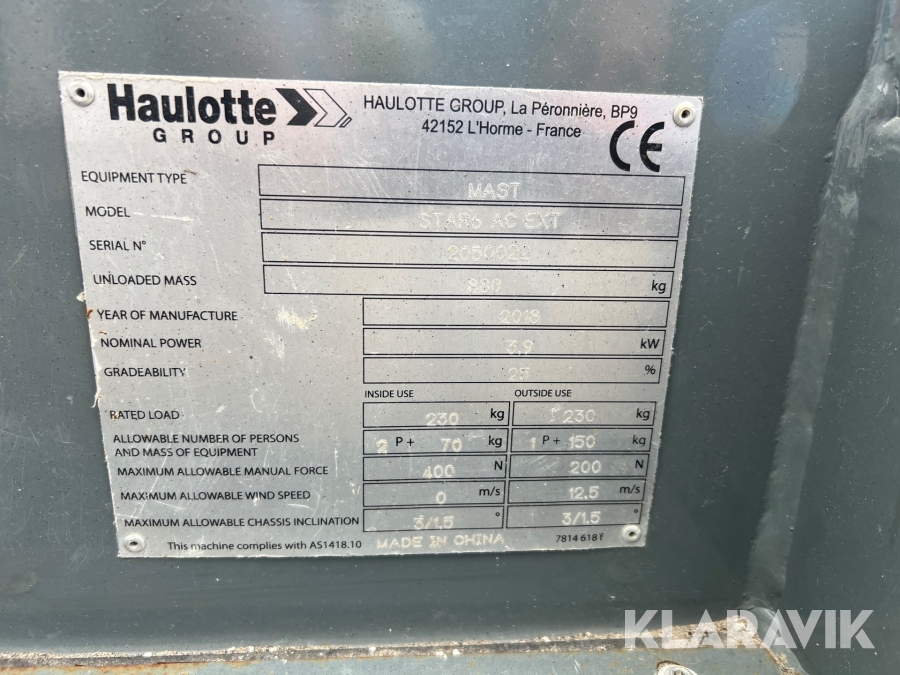 Haulotte
GROUP
HAULOTTE GROUP, La Péronnière, BP9
42152 L'Horme - France
CE
EQUIPMENT TYPE MAST
MODEL STAR6 AC EXT
SERIAL N°
UNLOADED MASS 880 kg
YEAR OF MANUFACTURE 2018
NOMINAL POWER 3,9 kW
GRADEABILITY 25 %
INSIDE USE OUTSIDE USE
RATED LOAD 230 kg 230 kg
ALLOWABLE NUMBER OF PERSONS
AND MASS OF EQUIPMENT 2 P + 70 kg 1 P + 150 kg
MAXIMUM ALLOWABLE MANUAL FORCE 400 N 200 N
MAXIMUM ALLOWABLE WIND SPEED 0 m/s 12,5 m/s
MAXIMUM ALLOWABLE CHASSIS INCLINATION 3/1.5 ° 3/1.5 °
This machine complies with AS1418.10 MADE IN CHINA 7814 618 f
KLARAVIK